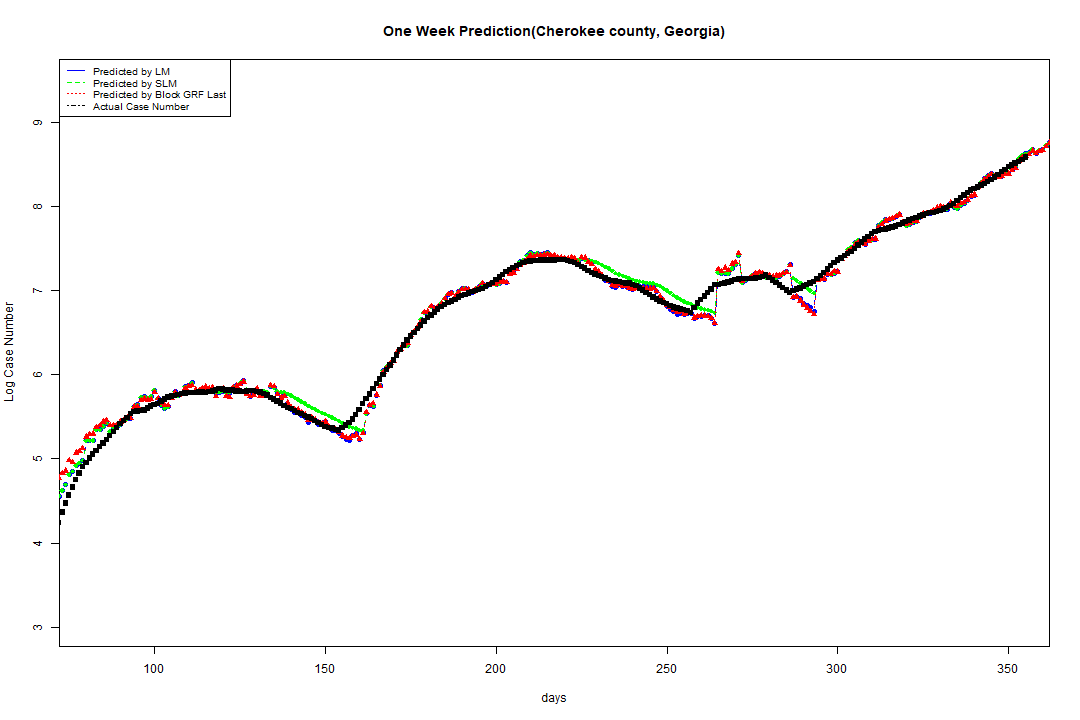 One Week Prediction(Cherokee county, Georgia)
Predicted by LM
Predicted by SLM
Predicted by Block GRF Last
Actual Case Number
9
8
7
6
5
4
3
Log Case Number
100 150 200 250 300 350
days